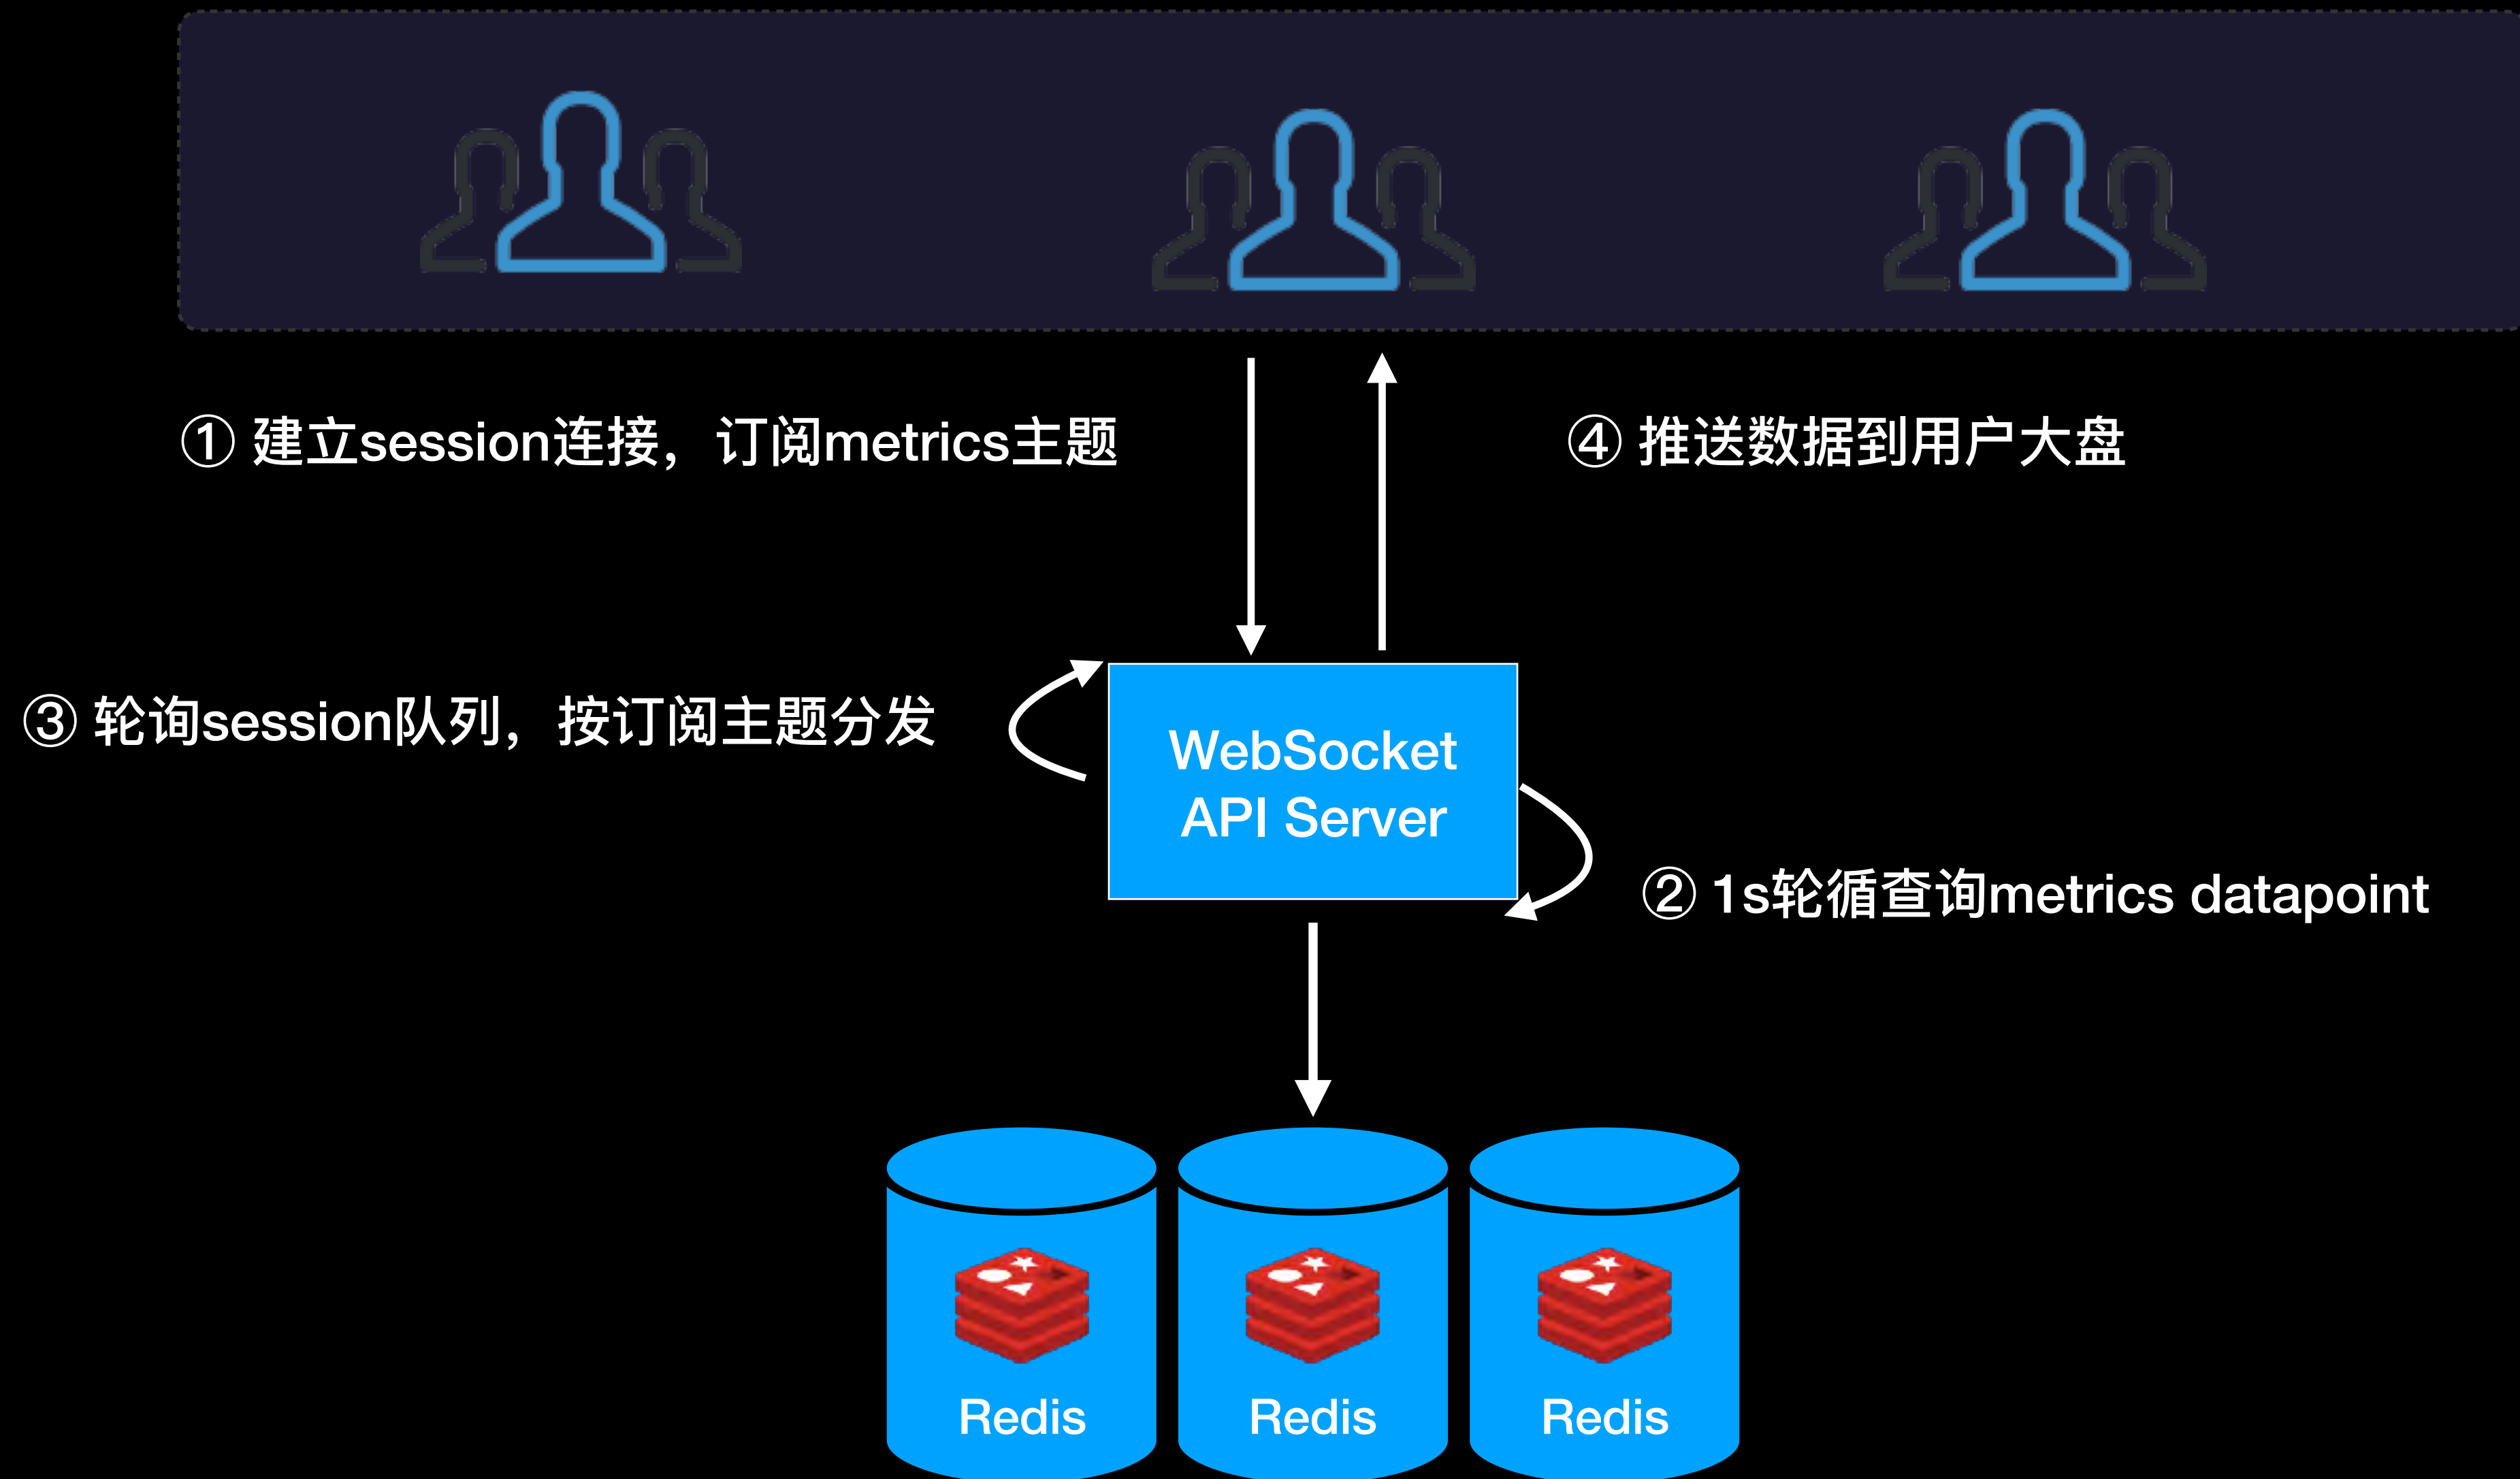 ① 建立session连接，订阅metrics主题
④ 推送数据到用户大盘
③ 轮询session队列，按订阅主题分发
WebSocket
API Server
② 1s轮循查询metrics datapoint
Redis
Redis
Redis